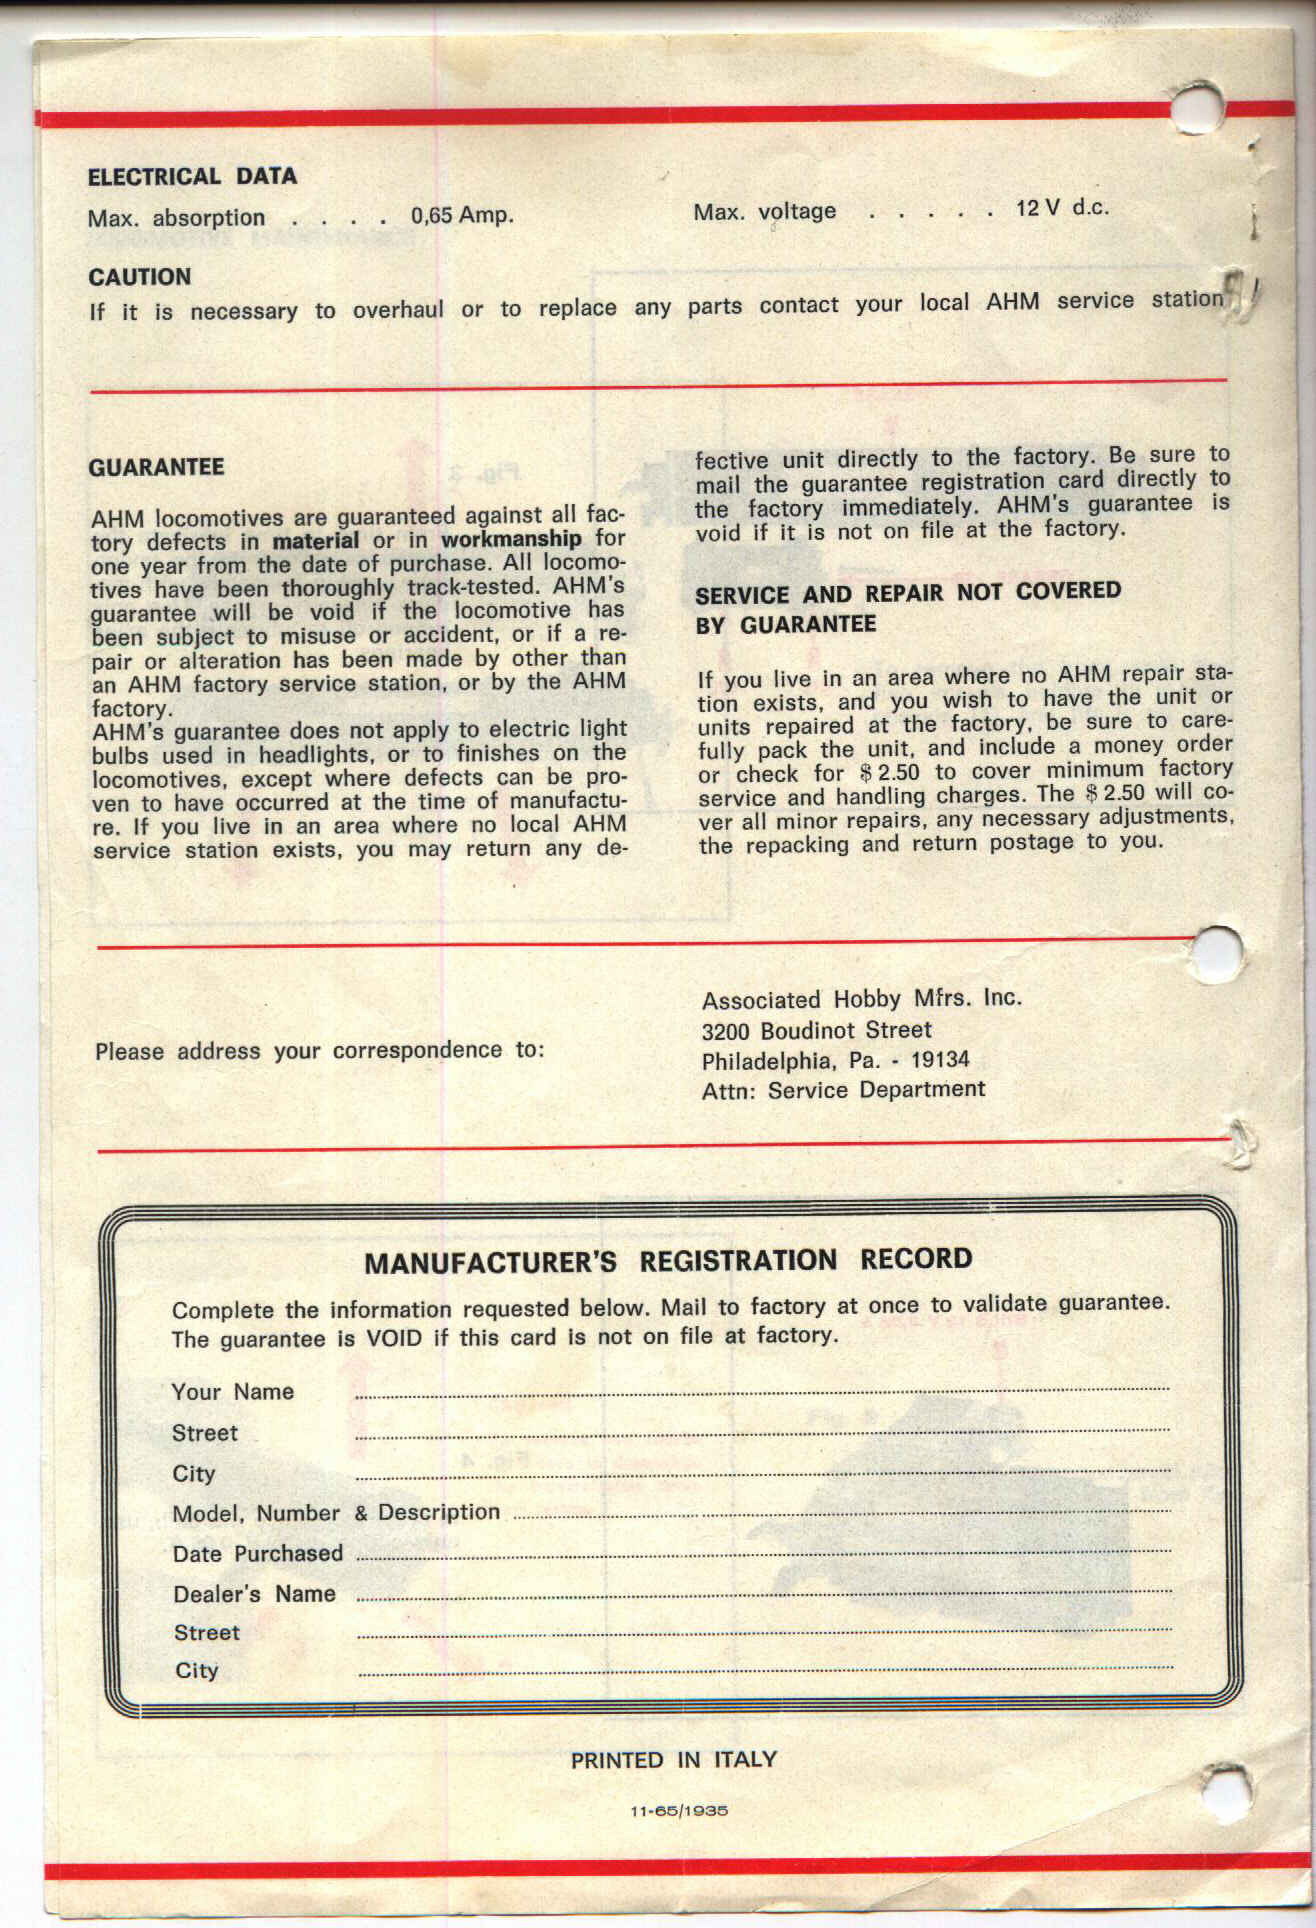 ELECTRICAL DATA
Max. absorption . . . . 0,65 Amp.
Max. voltage . . . . . 12 V d.c.
CAUTION
If it is necessary to overhaul or to replace any parts contact your local AHM service station
GUARANTEE
AHM locomotives are guaranteed against all fac-
tory defects in material or in workmanship for
one year from the date of purchase. All locomo-
tives have been thoroughly track-tested. AHM's
guarantee will be void if the locomotive has
been subject to misuse or accident, or if a re-
pair or alteration has been made by other than
an AHM factory service station, or by the AHM
factory.
AHM's guarantee does not apply to electric light
bulbs used in headlights, or to finishes on the
locomotives, except where defects can be pro-
ven to have occurred at the time of manufactu-
re. If you live in an area where no local AHM
service station exists, you may return any de-
fective unit directly to the factory. Be sure to
mail the guarantee registration card directly to
the factory immediately. AHM's guarantee is
void if it is not on file at the factory.
SERVICE AND REPAIR NOT COVERED
BY GUARANTEE
If you live in an area where no AHM repair sta-
tion exists, and you wish to have the unit or
units repaired at the factory, be sure to care-
fully pack the unit, and include a money order
or check for $ 2.50 to cover minimum factory
service and handling charges. The $ 2.50 will co-
ver all minor repairs, any necessary adjustments,
the repacking and return postage to you.
Please address your correspondence to:
Associated Hobby Mfrs. Inc.
3200 Boudinot Street
Philadelphia, Pa. - 19134
Attn: Service Department
MANUFACTURER'S REGISTRATION RECORD
Complete the information requested below. Mail to factory at once to validate guarantee.
The guarantee is VOID if this card is not on file at factory.
Your Name
Street
City
Model, Number & Description
Date Purchased
Dealer's Name
Street
City
PRINTED IN ITALY
11-65/1935